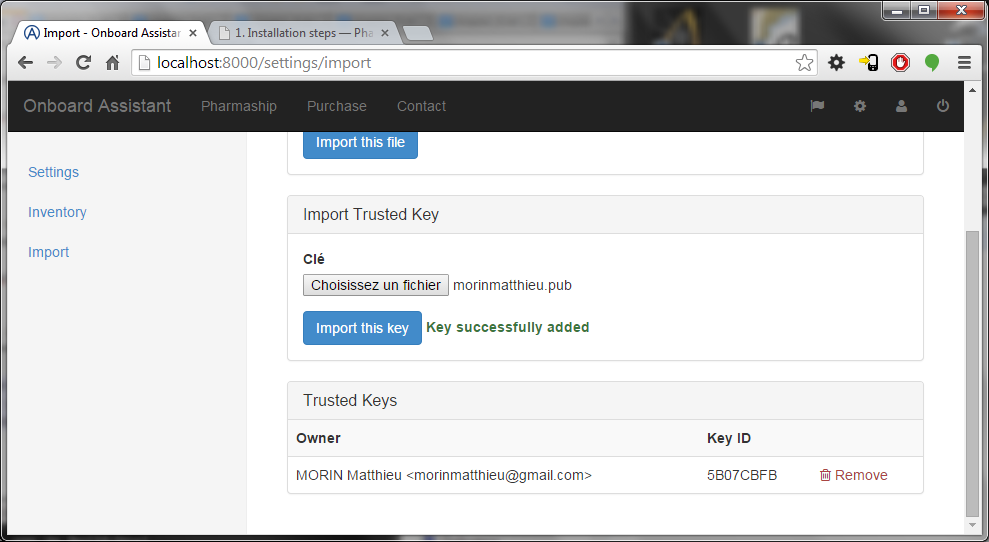 Import - Onboard Assistan
1. Installation steps — Pha
localhost:8000/settings/import
Onboard Assistant Pharmaship Purchase Contact
Settings
Inventory
Import
Import this file
Import Trusted Key
Clé
Choisissez un fichier morinmatthieu.pub
Import this key Key successfully added
Trusted Keys
Owner Key ID
MORIN Matthieu <morinmatthieu@gmail.com> 5B07CBFB Remove